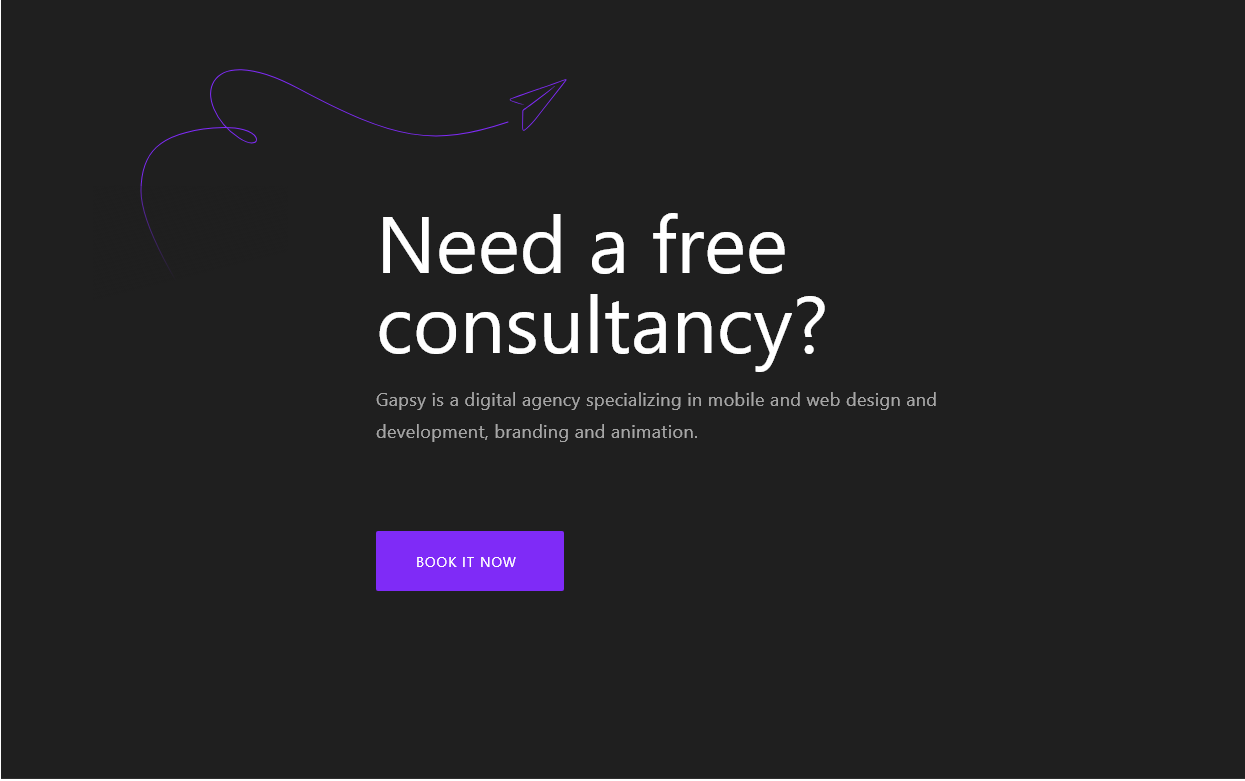 Need a free
consultancy?
Gapsy is a digital agency specializing in mobile and web design and
development, branding and animation.
BOOK IT NOW